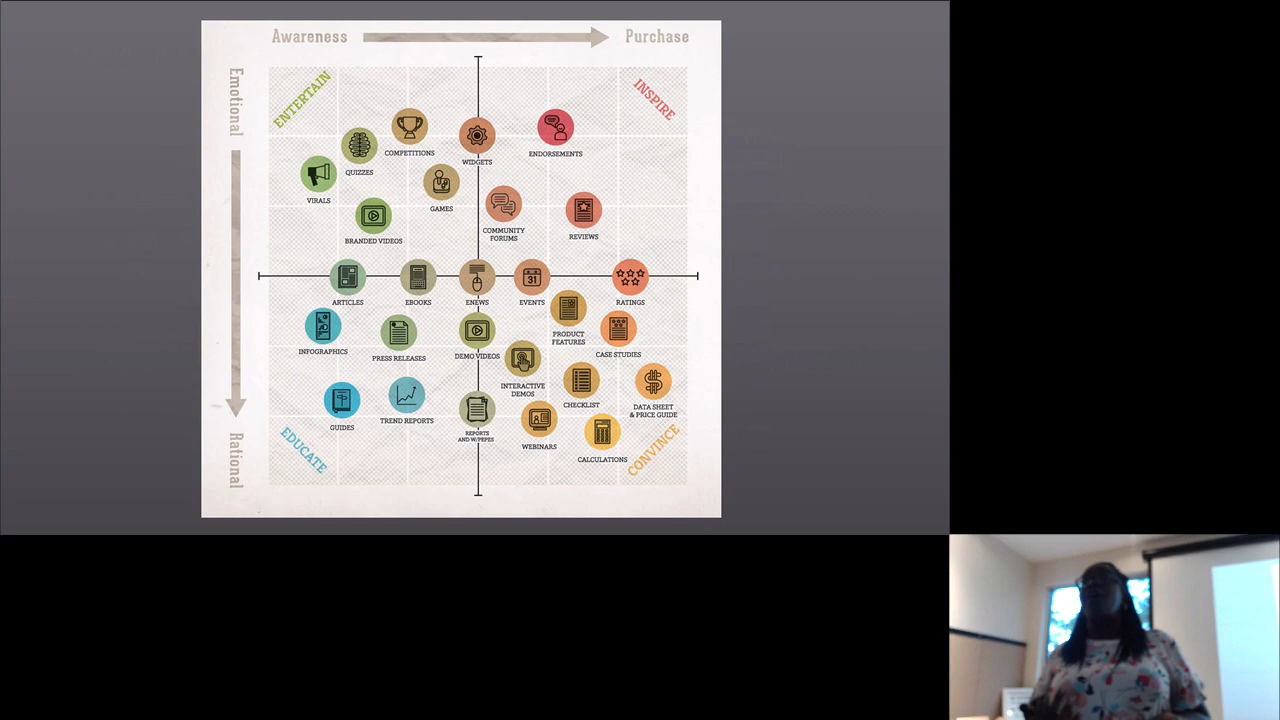 Awareness
Purchase
Emotional
ENTERTAIN
INSPIRE
COMPETITIONS
ENDORSEMENTS
WIDGETS
QUIZZES
VIRALS
GAMES
COMMUNITY
FORUMS
REVIEWS
BRANDED VIDEOS
31
ARTICLES
EBOOKS
ENEWS
EVENTS
RATINGS
PRODUCT
FEATURES
INFOGRAPHICS
PRESS RELEASES
DEMO VIDEOS
CASE STUDIES
INTERACTIVE
DEMOS
CHECKLIST
DATA SHEET
& PRICE GUIDE
GUIDES
TREND REPORTS
REPORTS
AND W/PEPES
WEBINARS
CALCULATIONS
Rational
EDUCATE
CONVINCE